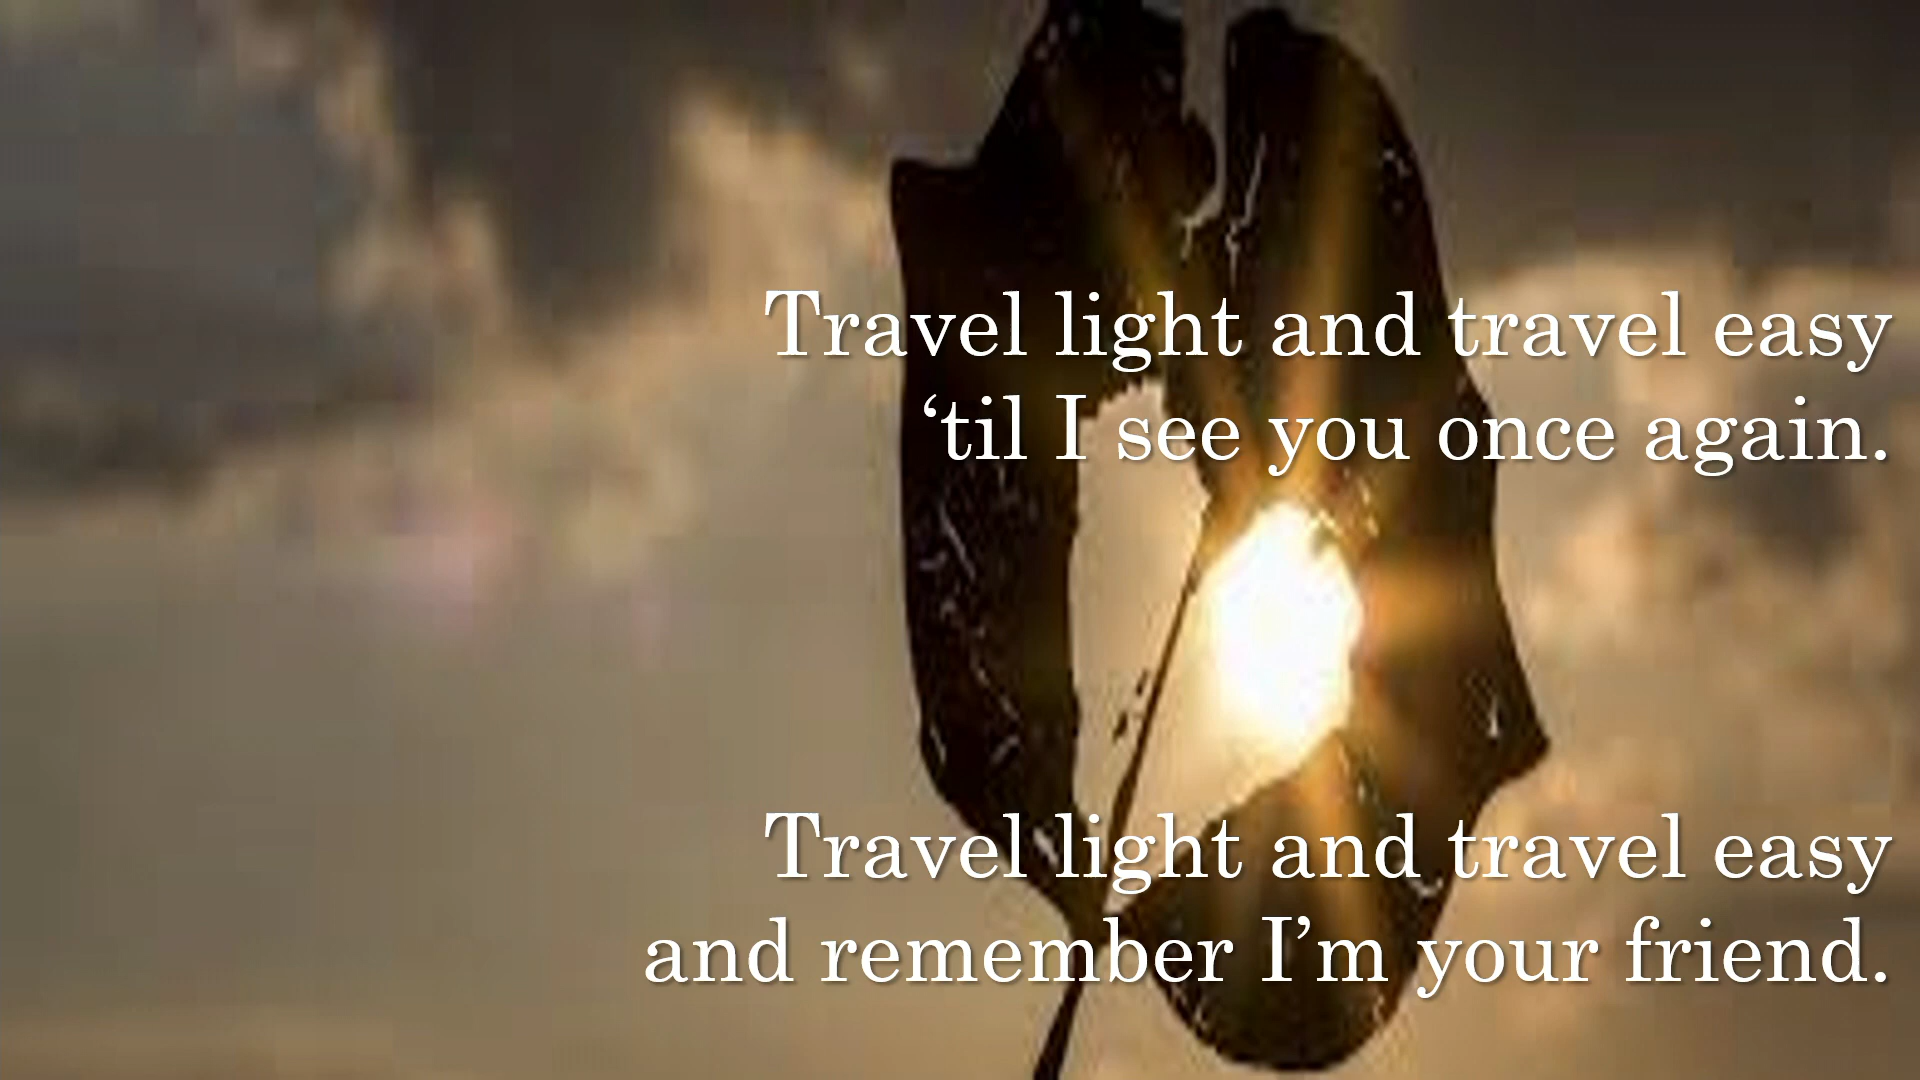 Travel light and travel easy
‘til I see you once again.
Travel light and travel easy
and remember I’m your friend.